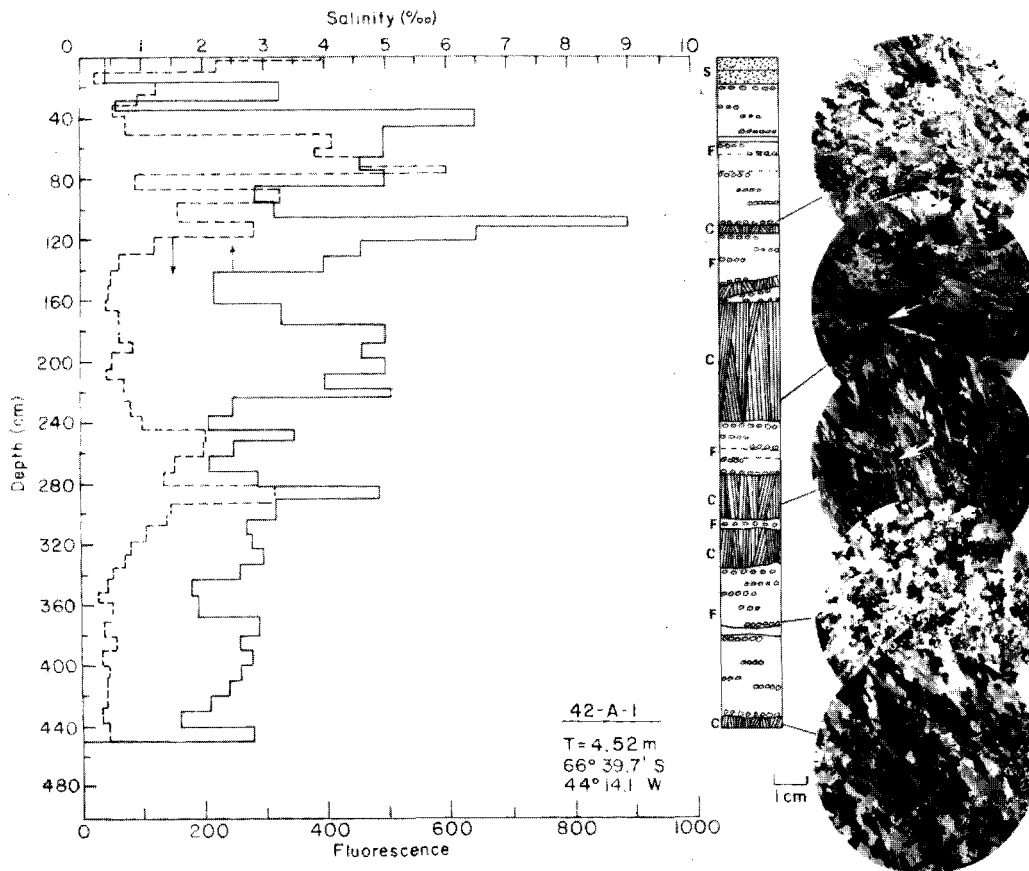 Salinity (‰)
0 1 2 3 4 5 6 7 8 9 10
40
80
120
160
200
240
280
320
360
400
440
480
Depth (cm)
0 200 400 600 800 1000
Fluorescence
42-A-1
T=4.52 m
66° 39.7' S
44° 14.1 W
S
F
C
F
C
F
C
F
C
F
C
1cm